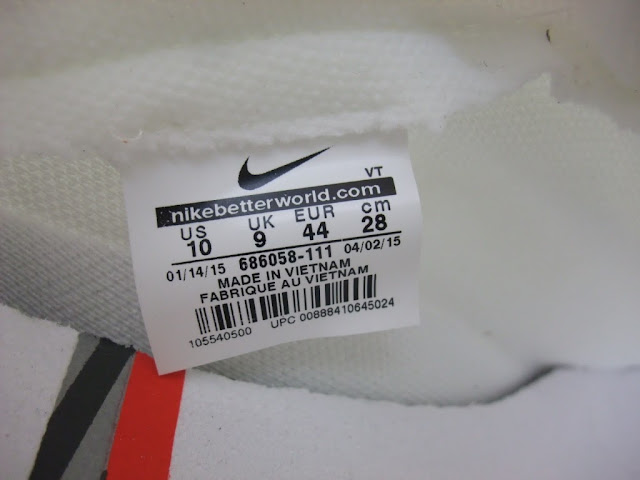 VT
nikebetterworld.com
US UK EUR cm
10 9 44 28
01/14/15 686058-111 04/02/15
MADE IN VIETNAM
FABRIQUE AU VIETNAM
105540500 UPC 00888410645024